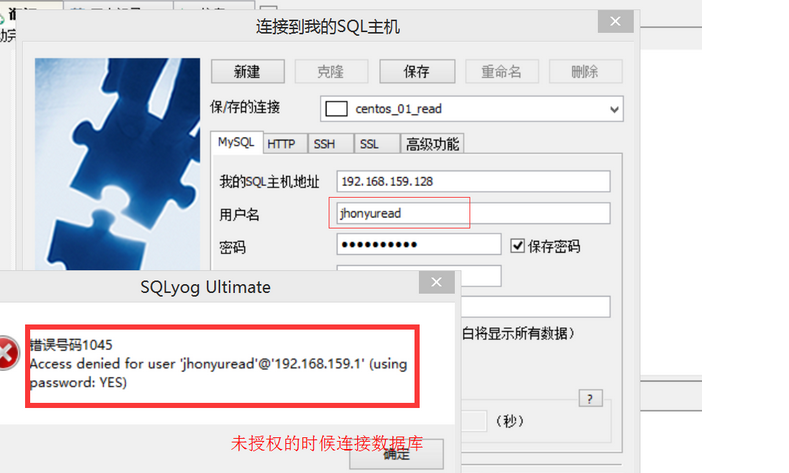 连接到我的SQL主机
新建
克隆
保存
重命名
删除
保/存的连接
centos_01_read
MySQL
HTTP
SSH
SSL
高级功能
我的SQL主机地址
192.168.159.128
用户名
jhonyuread
密码
保存密码
白将显示所有数据)
?
(秒)
SQLyog Ultimate
错误号码1045
Access denied for user 'jhonyuread'@'192.168.159.1' (using
password: YES)
未授权的时候连接数据库
确定